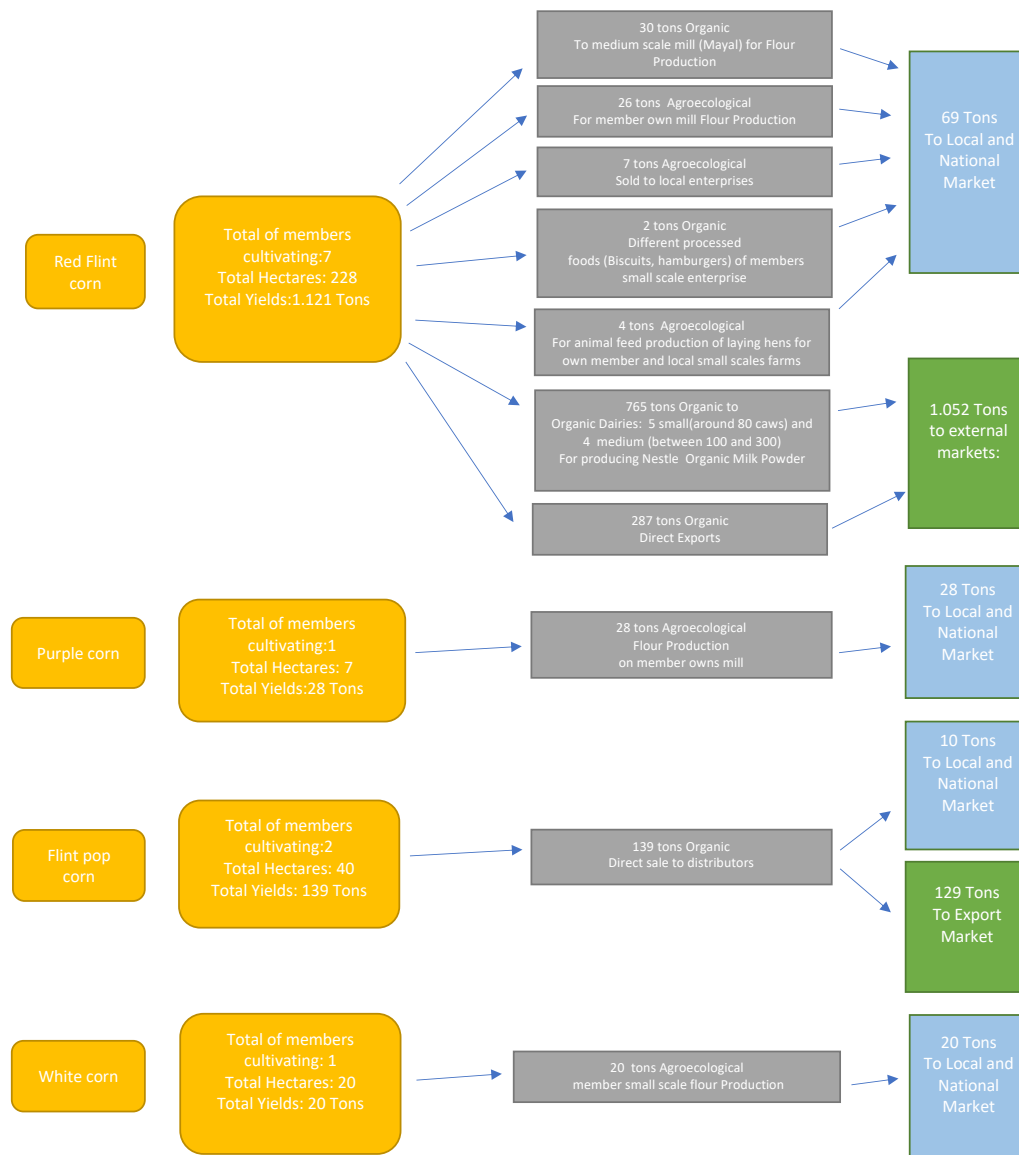 Red Flint
corn
Total of members
cultivating:7
Total Hectares: 228
Total Yields:1.121 Tons
30 tons Organic
To medium scale mill (Mayal) for Flour
Production
26 tons  Agroecological
For member own mill Flour Production
7 tons Agroecological
Sold to local enterprises
2 tons Organic
Different processed
foods (Biscuits, hamburgers) of members
small scale enterprise
4 tons  Agroecological
For animal feed production of laying hens for
own member and local small scales farms
765 tons Organic to
Organic Dairies:  5 small(around 80 caws) and
4  medium (between 100 and 300)
For producing Nestle  Organic Milk Powder
287 tons Organic
Direct Exports
69 Tons
To Local and
National
Market
1.052 Tons
to external
markets:
Purple corn
Total of members
cultivating:1
Total Hectares: 7
Total Yields:28 Tons
28 tons Agroecological
Flour Production
on member owns mill
28 Tons
To Local and
National
Market
Flint pop
corn
Total of members
cultivating:2
Total Hectares: 40
Total Yields: 139 Tons
139 tons Organic
Direct sale to distributors
10 Tons
To Local and
National
Market
129 Tons
To Export
Market
White corn
Total of members
cultivating: 1
Total Hectares: 20
Total Yields: 20 Tons
20  tons Agroecological
member small scale flour Production
20 Tons
To Local and
National
Market